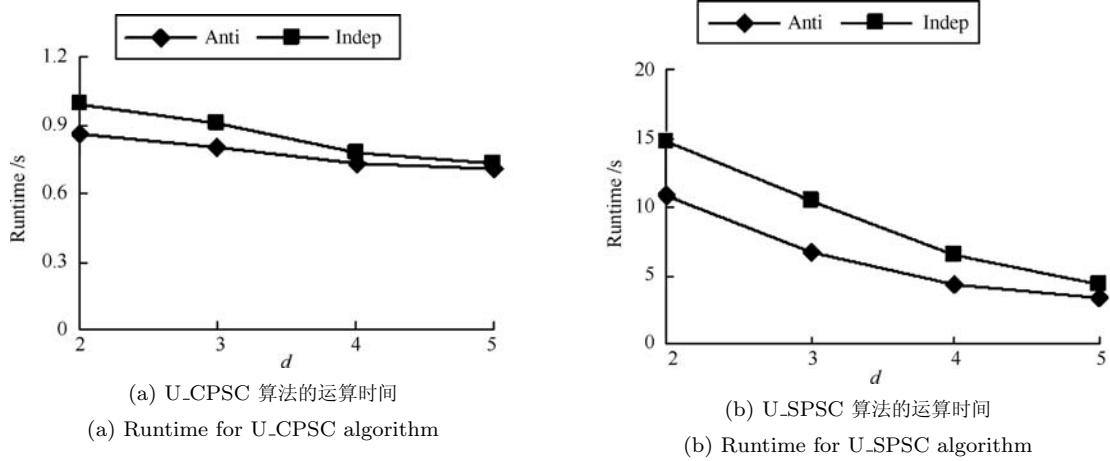 Anti Indep
1.2
0.9
0.6
0.3
0
Runtime /s
2 3 4 5
d
(a) U_CPSC 算法的运算时间
(a) Runtime for U_CPSC algorithm
Anti Indep
20
15
10
5
0
Runtime /s
2 3 4 5
d
(b) U_SPSC 算法的运算时间
(b) Runtime for U_SPSC algorithm